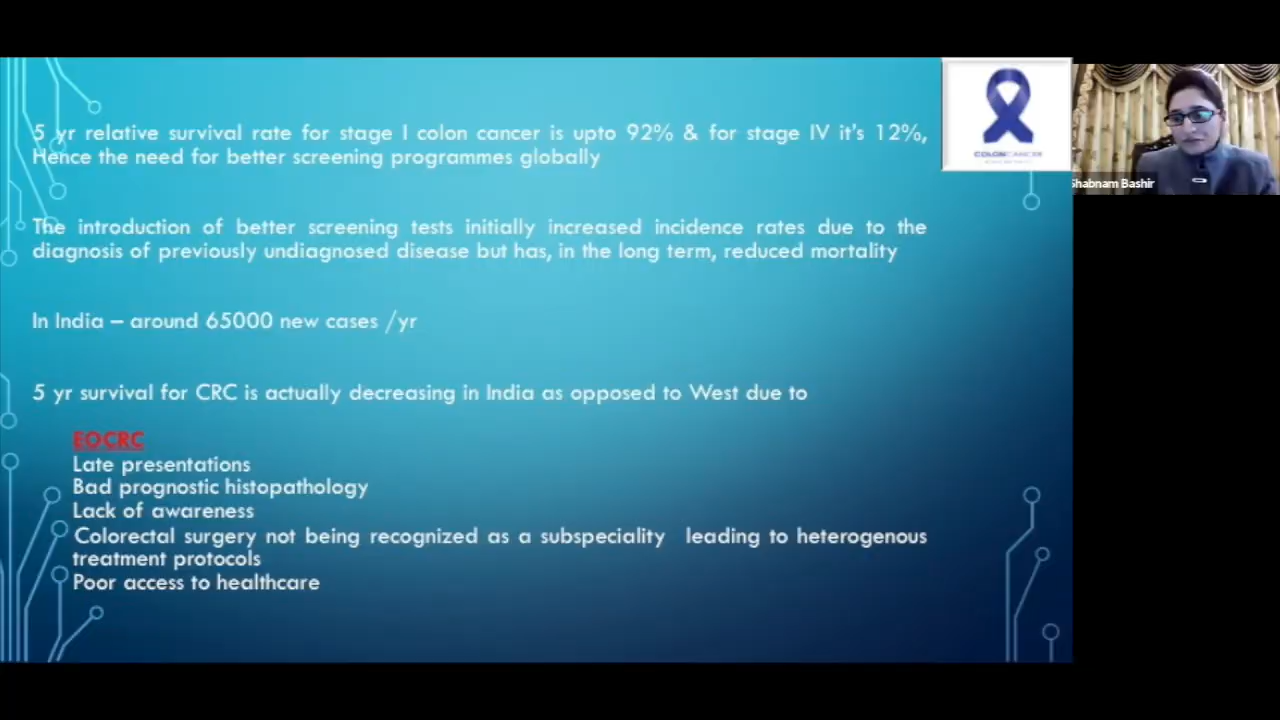 5 yr relative survival rate for stage I colon cancer is upto 92% & for stage IV it's 12%,
Hence the need for better screening programmes globally
The introduction of better screening tests initially increased incidence rates due to the
diagnosis of previously undiagnosed disease but has, in the long term, reduced mortality
In India – around 65000 new cases /yr
5 yr survival for CRC is actually decreasing in India as opposed to West due to
EOCRC
Late presentations
Bad prognostic histopathology
Lack of awareness
Colorectal surgery not being recognized as a subspeciality leading to heterogenous
treatment protocols
Poor access to healthcare
COLON CANCER
Shabnam Bashir